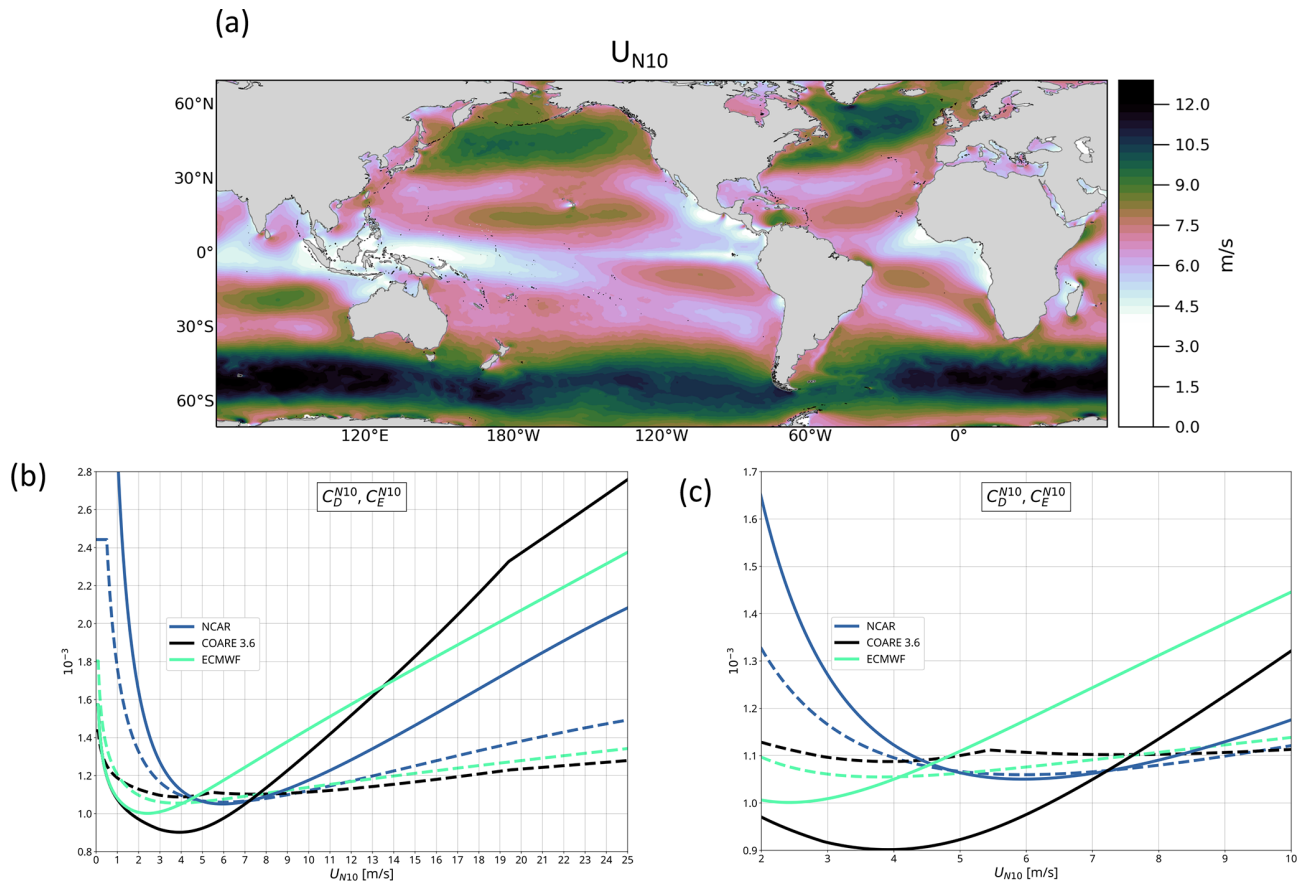 (a)
U_N10
60°N
30°N
0°
30°S
60°S
120°E 180°W 120°W 60°W 0°
12.0
10.5
9.0
7.5
6.0
4.5
3.0
1.5
0.0
m/s
(b)
2.8
2.6
2.4
2.2
2.0
1.8
1.6
1.4
1.2
1.0
0.8
10⁻³
C_D^N10, C_E^N10
NCAR
COARE 3.6
ECMWF
0 1 2 3 4 5 6 7 8 9 10 11 12 13 14 15 16 17 18 19 20 21 22 23 24 25
U_N10 [m/s]
(c)
1.7
1.6
1.5
1.4
1.3
1.2
1.1
1.0
0.9
10⁻³
C_D^N10, C_E^N10
NCAR
COARE 3.6
ECMWF
2 3 4 5 6 7 8 9 10
U_N10 [m/s]